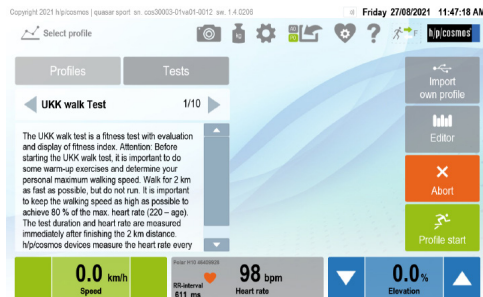 Copyright 2021 h/p/cosmos | quasar sport sn. cos30003-01va01-0012 sw. 1.4.0206
Friday 27/08/2021 11:47:18 AM
Select profile
h/p/cosmos
Profiles
Tests
Import
own profile
UKK walk Test
1/10
Editor
The UKK walk test is a fitness test with evaluation
and display of fitness index. Attention: Before
starting the UKK walk test, it is important to do
some warm-up exercises and determine your
personal maximum walking speed. Walk for 2 km
as fast as possible, but do not run. It is important
to keep the walking speed as high as possible to
achieve 80 % of the max. heart rate (220 – age).
The test duration and heart rate are measured
immediately after finishing the 2 km distance.
h/p/cosmos devices measure the heart rate every
Abort
Profile start
0.0 km/h
Speed
RR-interval
611 ms
98 bpm
Heart rate
0.0 %
Elevation